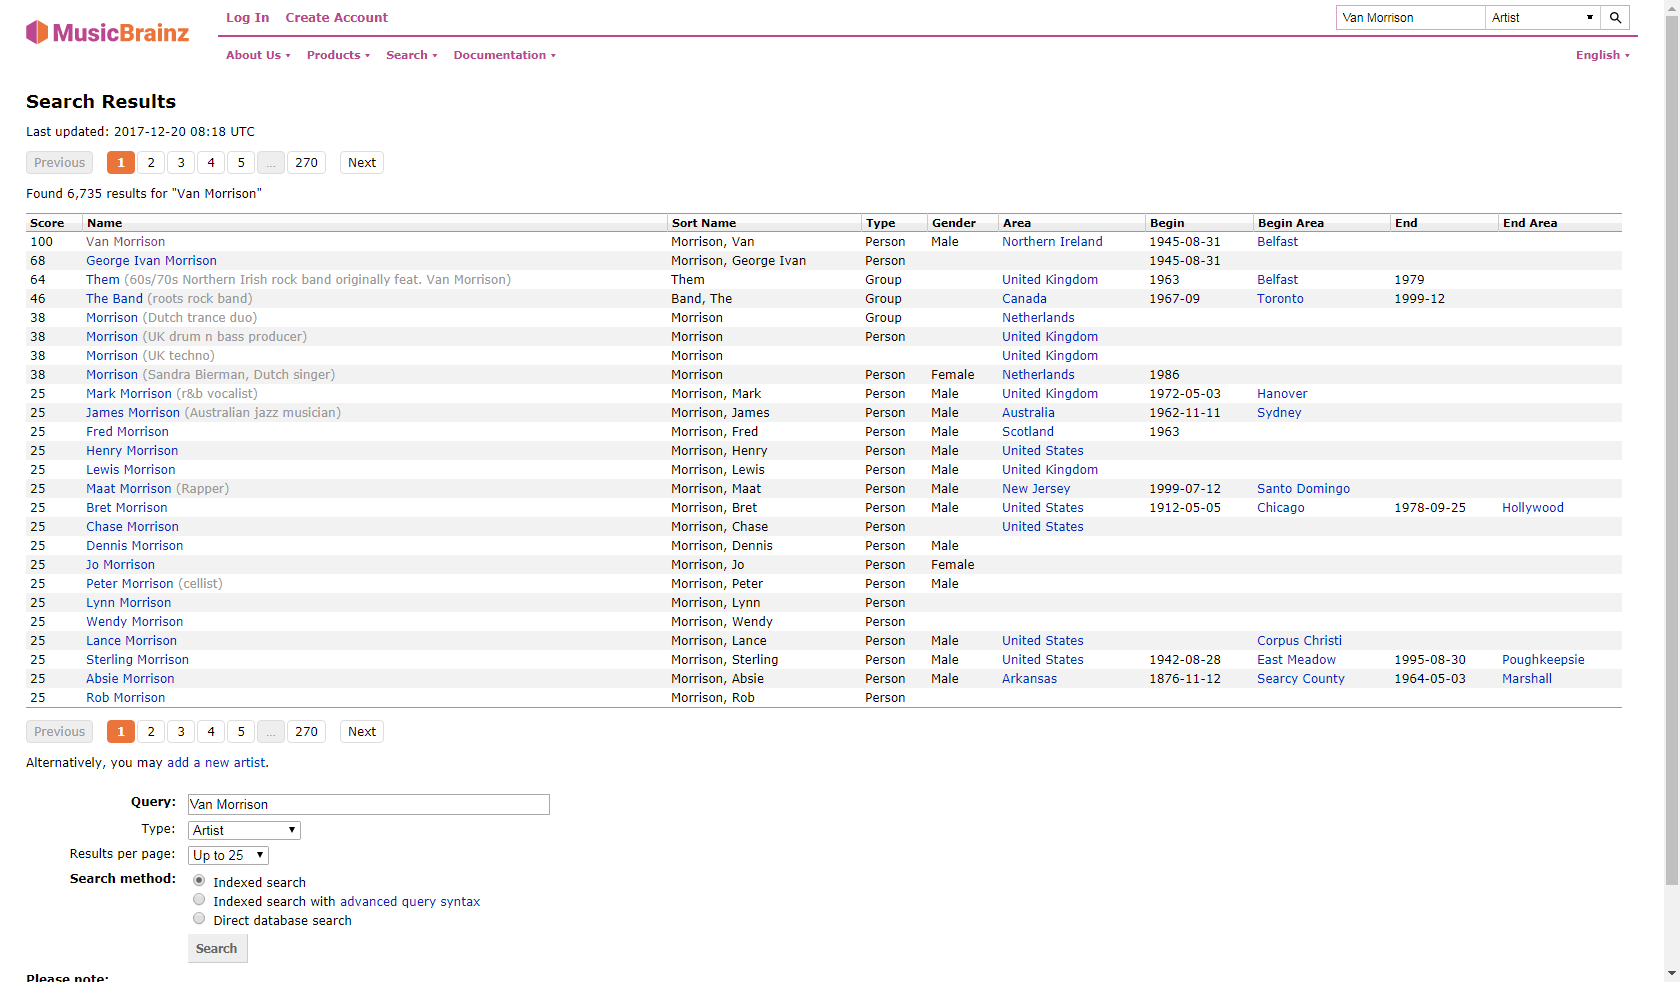 MusicBrainz
Log In Create Account
Van Morrison Artist
About Us Products Search Documentation English
Search Results
Last updated: 2017-12-20 08:18 UTC
Previous 1 2 3 4 5 ... 270 Next
Found 6,735 results for "Van Morrison"
Score Name Sort Name Type Gender Area Begin Begin Area End End Area
100 Van Morrison Morrison, Van Person Male Northern Ireland 1945-08-31 Belfast
68 George Ivan Morrison Morrison, George Ivan Person 1945-08-31
64 Them (60s/70s Northern Irish rock band originally feat. Van Morrison) Them Group United Kingdom 1963 Belfast 1979
46 The Band (roots rock band) Band, The Group Canada 1967-09 Toronto 1999-12
38 Morrison (Dutch trance duo) Morrison Group Netherlands
38 Morrison (UK drum n bass producer) Morrison Person United Kingdom
38 Morrison (UK techno) Morrison United Kingdom
38 Morrison (Sandra Bierman, Dutch singer) Morrison Person Female Netherlands 1986
25 Mark Morrison (r&b vocalist) Morrison, Mark Person Male United Kingdom 1972-05-03 Hanover
25 James Morrison (Australian jazz musician) Morrison, James Person Male Australia 1962-11-11 Sydney
25 Fred Morrison Morrison, Fred Person Male Scotland 1963
25 Henry Morrison Morrison, Henry Person Male United States
25 Lewis Morrison Morrison, Lewis Person Male United Kingdom
25 Maat Morrison (Rapper) Morrison, Maat Person Male New Jersey 1999-07-12 Santo Domingo
25 Bret Morrison Morrison, Bret Person Male United States 1912-05-05 Chicago 1978-09-25 Hollywood
25 Chase Morrison Morrison, Chase Person United States
25 Dennis Morrison Morrison, Dennis Person Male
25 Jo Morrison Morrison, Jo Person Female
25 Peter Morrison (cellist) Morrison, Peter Person Male
25 Lynn Morrison Morrison, Lynn Person
25 Wendy Morrison Morrison, Wendy Person
25 Lance Morrison Morrison, Lance Person Male United States Corpus Christi
25 Sterling Morrison Morrison, Sterling Person Male United States 1942-08-28 East Meadow 1995-08-30 Poughkeepsie
25 Absie Morrison Morrison, Absie Person Male Arkansas 1876-11-12 Searcy County 1964-05-03 Marshall
25 Rob Morrison Morrison, Rob Person
Previous 1 2 3 4 5 ... 270 Next
Alternatively, you may add a new artist.
Query: Van Morrison
Type: Artist
Results per page: Up to 25
Search method: Indexed search
Indexed search with advanced query syntax
Direct database search
Search
Please note: